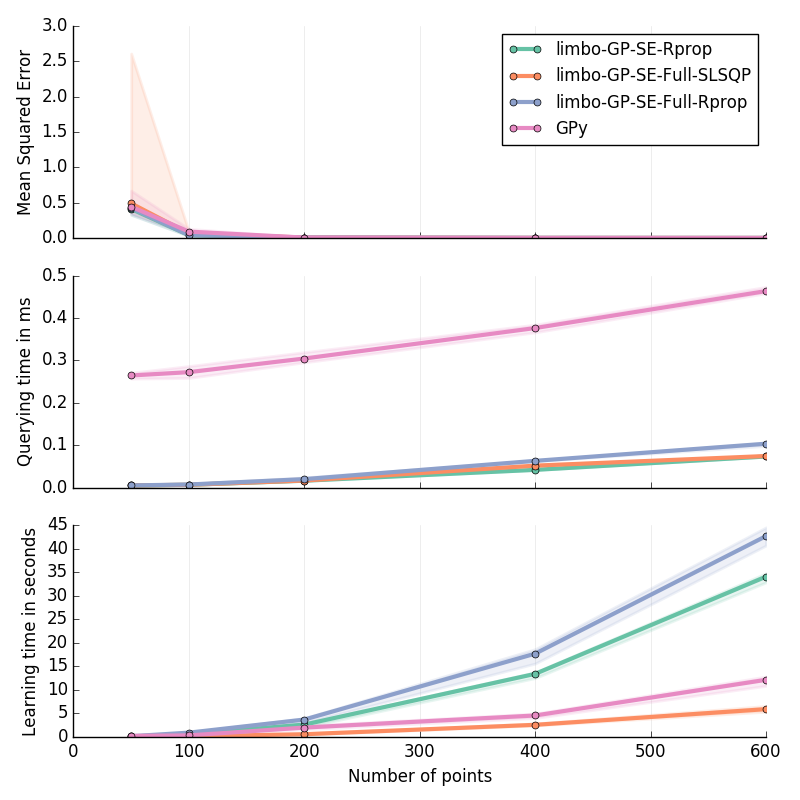 3.0
2.5
2.0
1.5
1.0
0.5
0.0
Mean Squared Error
limbo-GP-SE-Rprop
limbo-GP-SE-Full-SLSQP
limbo-GP-SE-Full-Rprop
GPy
0.5
0.4
0.3
0.2
0.1
0.0
Querying time in ms
45
40
35
30
25
20
15
10
5
0
Learning time in seconds
0 100 200 300 400 500 600
Number of points